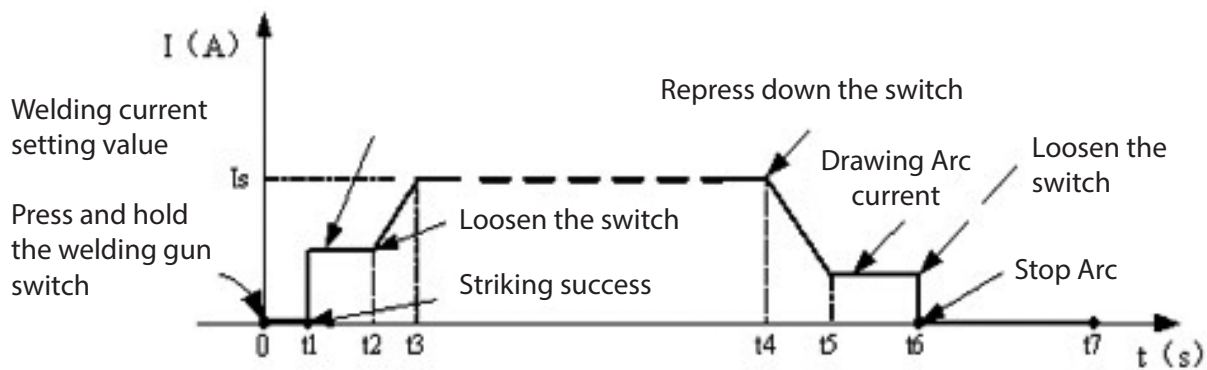 I (A)
Welding current
setting value
Is
Press and hold
the welding gun
switch
Repress down the switch
Drawing Arc
current
Loosen the
switch
Loosen the switch
Striking success
Stop Arc
0 t1 t2 t3 t4 t5 t6 t7 t (s)